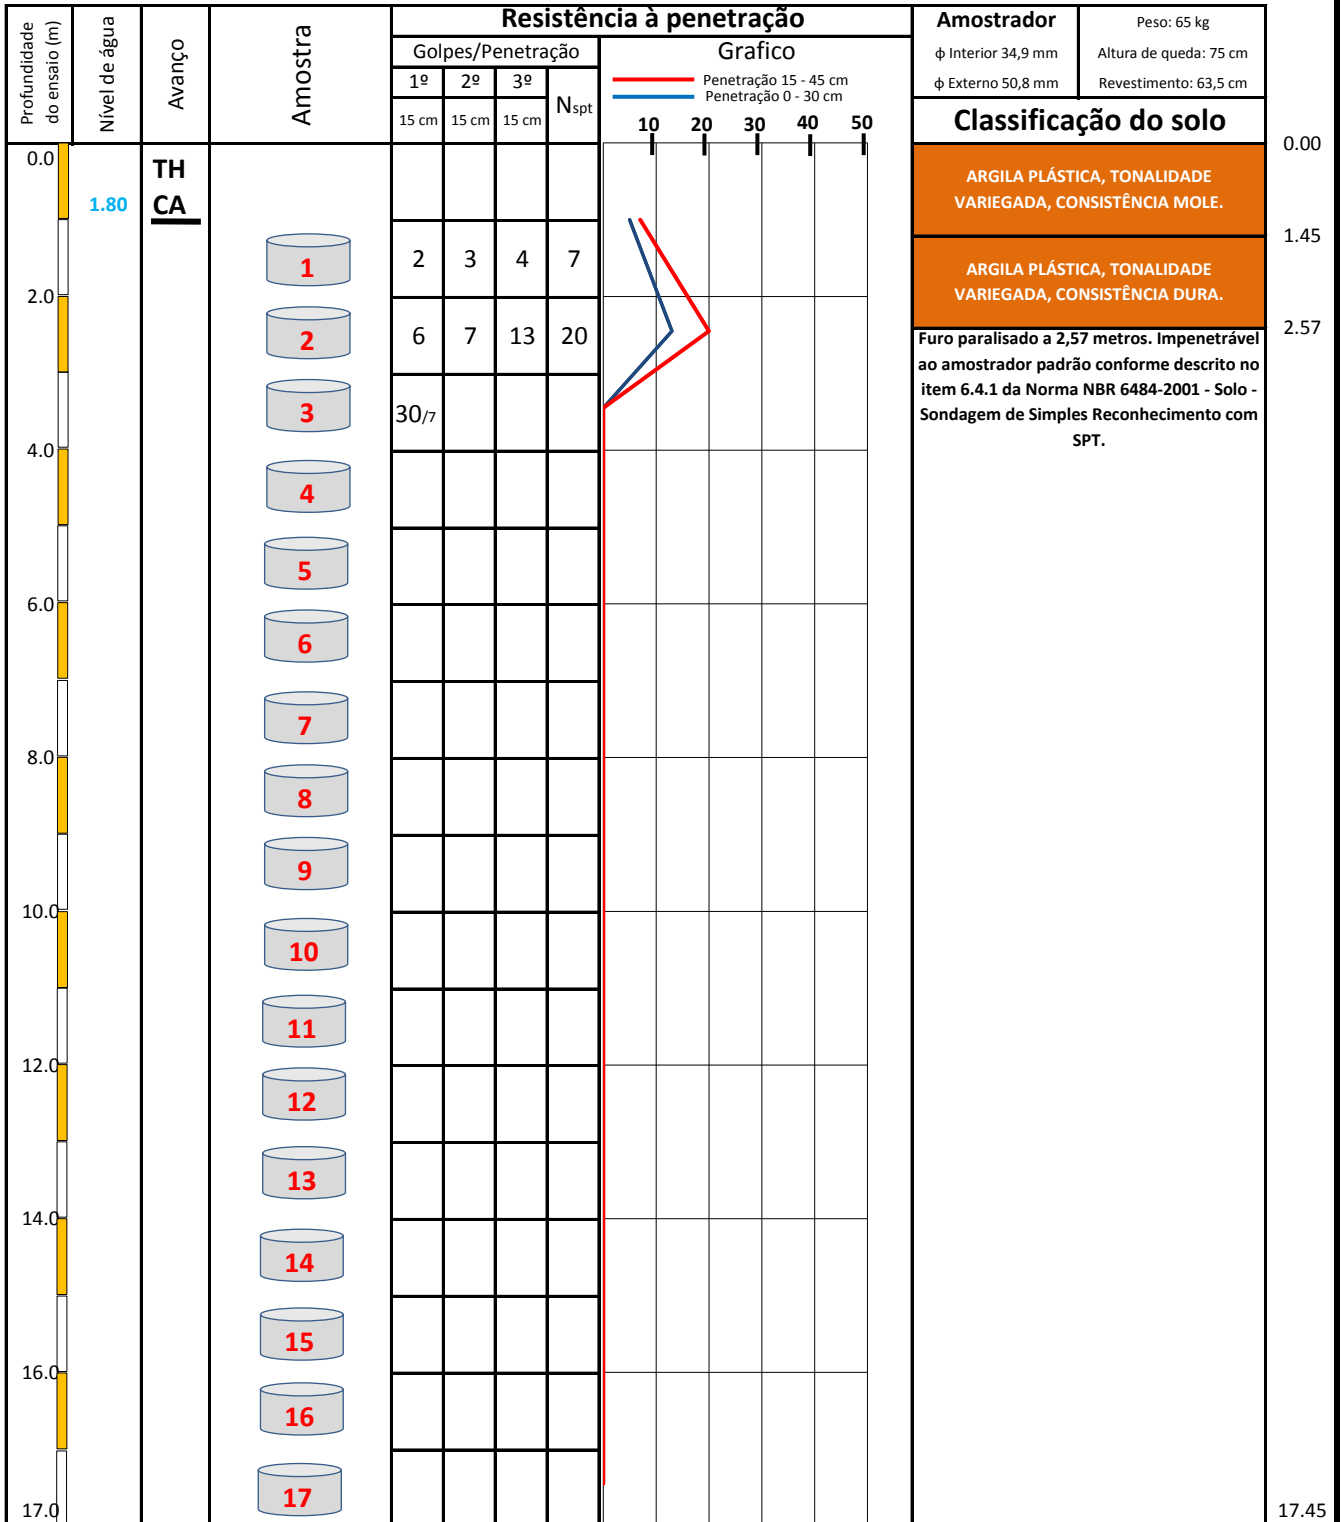 Profundidade
do ensaio (m)
Nível de água
Avanço
Amostra
Resistência à penetração
Golpes/Penetração
1º 2º 3º
Nspt
15 cm 15 cm 15 cm
Grafico
Penetração 15 - 45 cm
Penetração 0 - 30 cm
10 20 30 40 50
Amostrador
ϕ Interior 34,9 mm
ϕ Externo 50,8 mm
Peso: 65 kg
Altura de queda: 75 cm
Revestimento: 63,5 cm
Classificação do solo
0.00
0.0
TH
1.80 CA
ARGILA PLÁSTICA, TONALIDADE
VARIEGADA, CONSISTÊNCIA MOLE.
1.45
1 2 3 4 7
ARGILA PLÁSTICA, TONALIDADE
VARIEGADA, CONSISTÊNCIA DURA.
2.0
2.57
2 6 7 13 20
Furo paralisado a 2,57 metros. Impenetrável
ao amostrador padrão conforme descrito no
item 6.4.1 da Norma NBR 6484-2001 - Solo -
Sondagem de Simples Reconhecimento com
SPT.
3 30/7
4.0
4
5
6.0
6
7
8.0
8
9
10.0
10
11
12.0
12
13
14.0
14
15
16.0
16
17
17.0
17.45